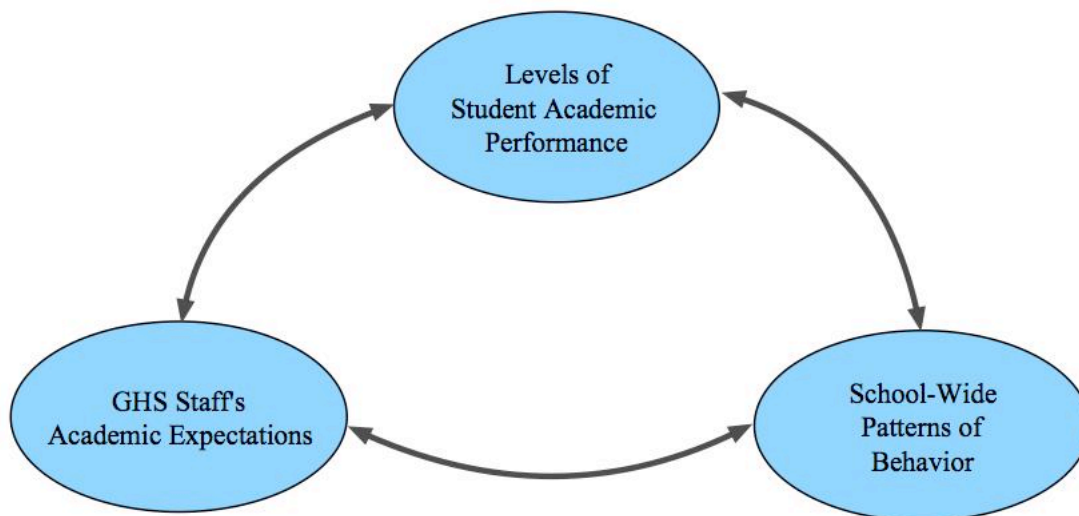 Levels of
Student Academic
Performance
GHS Staff's
Academic Expectations
School-Wide
Patterns of
Behavior